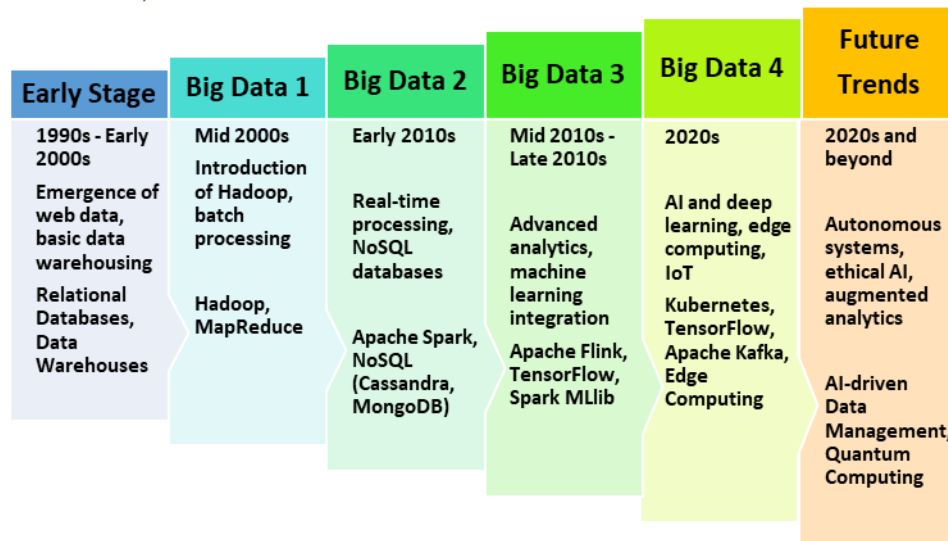 Early Stage
1990s - Early
2000s
Emergence of
web data,
basic data
warehousing
Relational
Databases,
Data
Warehouses
Big Data 1
Mid 2000s
Introduction
of Hadoop,
batch
processing
Hadoop,
MapReduce
Big Data 2
Early 2010s
Real-time
processing,
NoSQL
databases
Apache Spark,
NoSQL
(Cassandra,
MongoDB)
Big Data 3
Mid 2010s -
Late 2010s
Advanced
analytics,
machine
learning
integration
Apache Flink,
TensorFlow,
Spark MLlib
Big Data 4
2020s
AI and deep
learning, edge
computing,
IoT
Kubernetes,
TensorFlow,
Apache Kafka,
Edge
Computing
Future
Trends
2020s and
beyond
Autonomous
systems,
ethical AI,
augmented
analytics
AI-driven
Data
Management,
Quantum
Computing